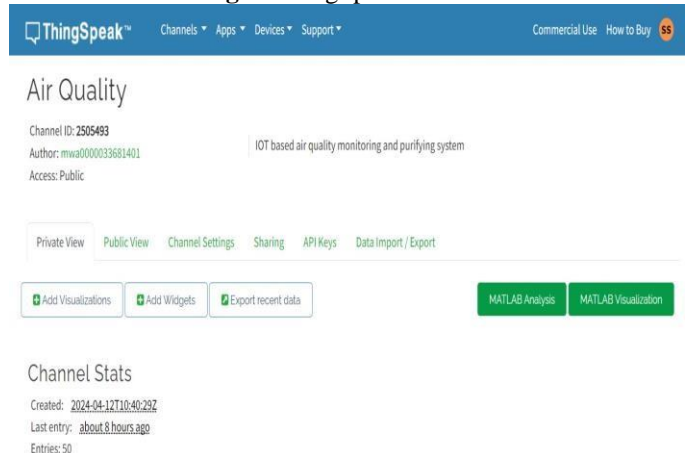 ThingSpeak™ Channels Apps Devices Support Commercial Use How to Buy SS
Air Quality
Channel ID: 2505493
Author: mwa0000033681401
Access: Public
IOT based air quality monitoring and purifying system
Private View Public View Channel Settings Sharing API Keys Data Import / Export
Add Visualizations Add Widgets Export recent data MATLAB Analysis MATLAB Visualization
Channel Stats
Created: 2024-04-12T10:40:29Z
Last entry: about 8 hours ago
Entries: 50